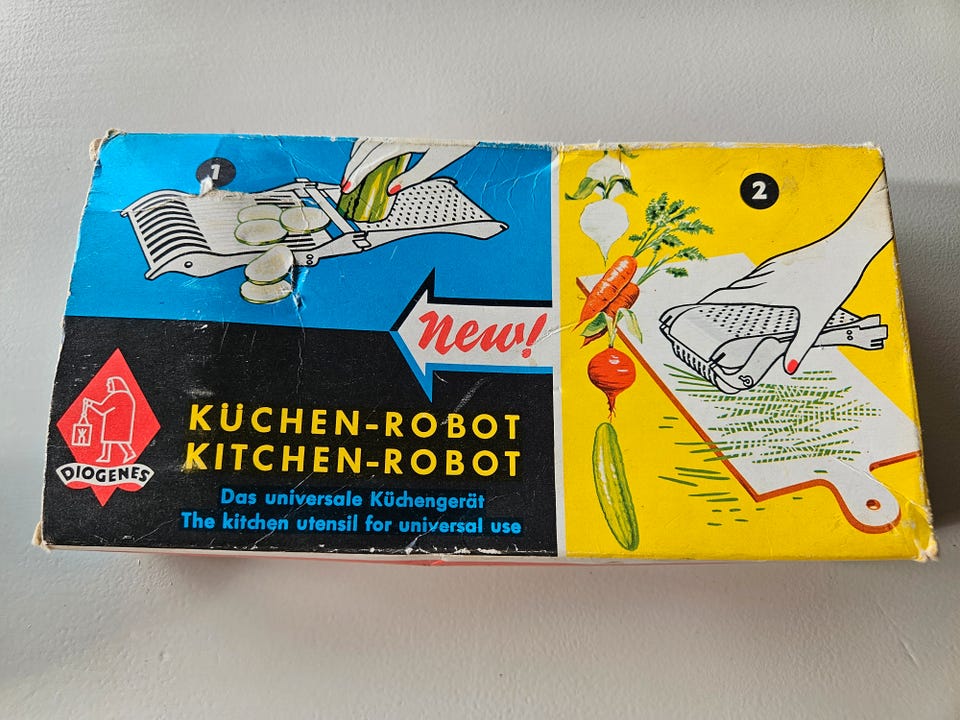 1
2
New!
KÜCHEN-ROBOT
KITCHEN-ROBOT
DIOGENES
Das universale Küchengerät
The kitchen utensil for universal use